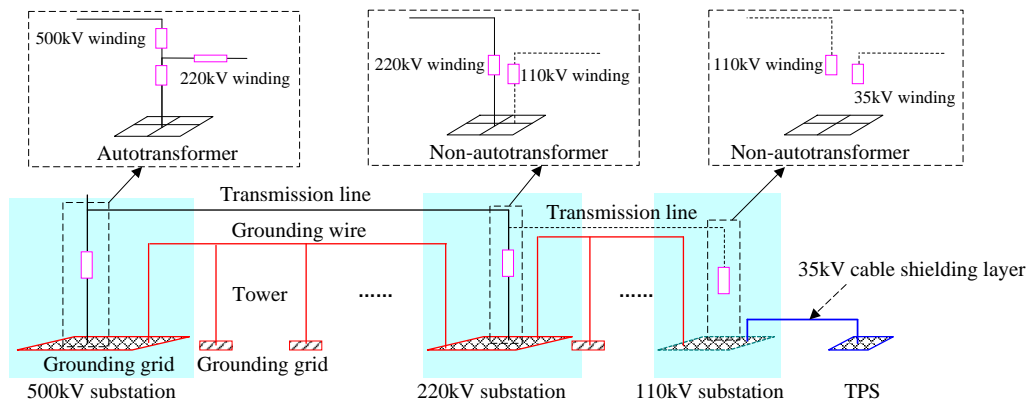 500kV winding
220kV winding
Autotransformer
220kV winding
110kV winding
Non-autotransformer
110kV winding
35kV winding
Non-autotransformer
Transmission line
Transmission line
Grounding wire
35kV cable shielding layer
Tower
......
......
Grounding grid
Grounding grid
500kV substation
220kV substation
110kV substation
TPS